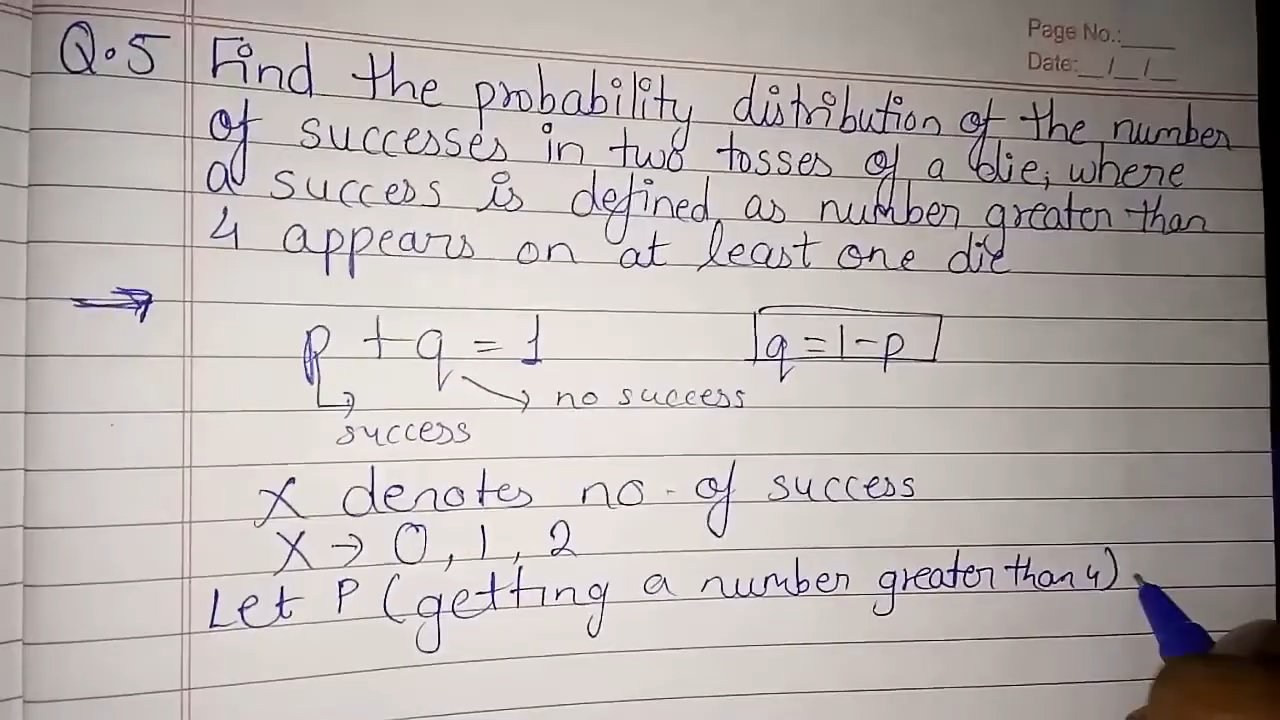 Page No.:
Date: / /
Q.5 Find the probability distribution of the number
of successes in two tosses of a die, where
a success is defined as number greater than
4 appears on at least one die
p + q = 1 q = 1 - p
no success
success
X denotes no. of success
X → 0, 1, 2
Let P (getting a number greater than 4)